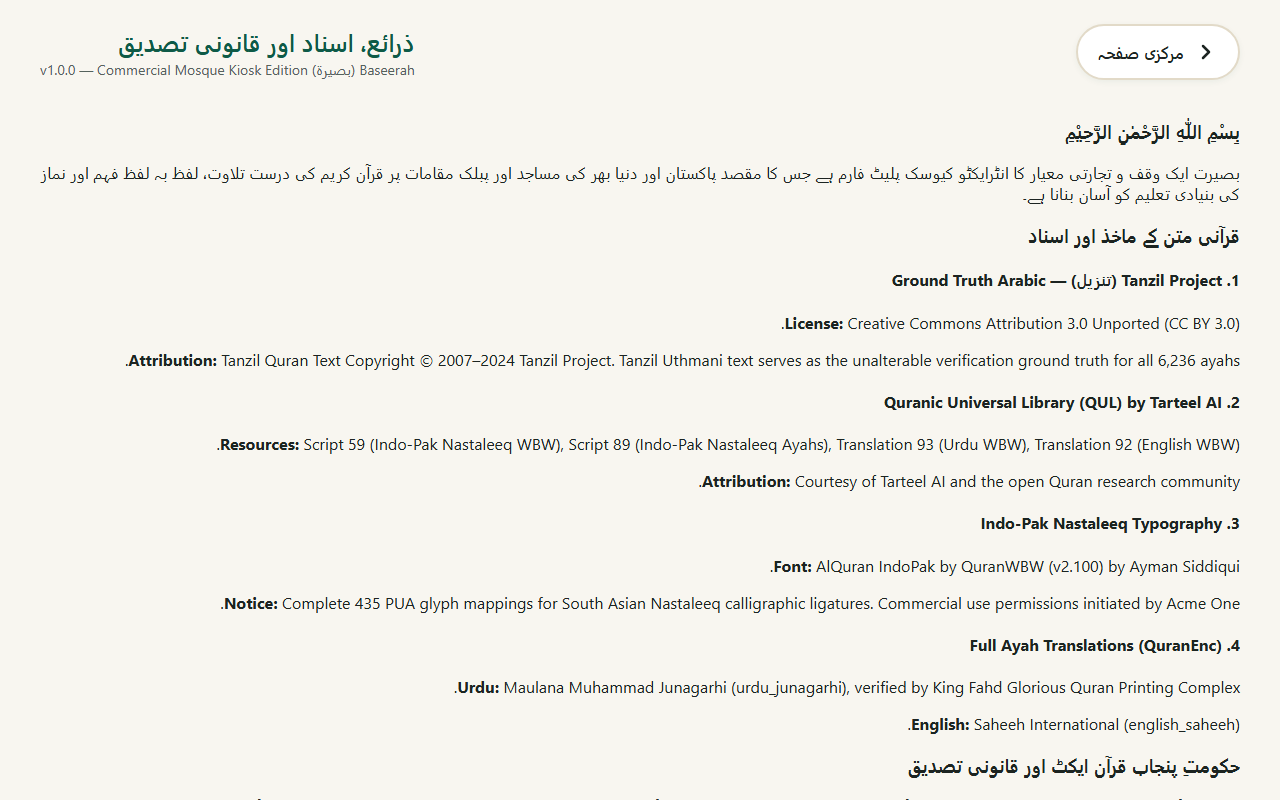 مرکزی صفحہ
ذرائع، اسناد اور قانونی تصدیق
v1.0.0 — Commercial Mosque Kiosk Edition (بصيرة) Baseerah
بِسْمِ اللّٰهِ الرَّحْمٰنِ الرَّحِيْمِ
بصیرت ایک وقف و تجارتی معیار کا انٹرایکٹو کیوسک پلیٹ فارم ہے جس کا مقصد پاکستان اور دنیا بھر کی مساجد اور پبلک مقامات پر قرآن کریم کی درست تلاوت، لفظ بہ لفظ فہم اور نماز
کی بنیادی تعلیم کو آسان بنانا ہے۔
قرآنی متن کے ماخذ اور اسناد
1. Ground Truth Arabic — (تنزيل) Tanzil Project
License: Creative Commons Attribution 3.0 Unported (CC BY 3.0).
Attribution: Tanzil Quran Text Copyright © 2007–2024 Tanzil Project. Tanzil Uthmani text serves as the unalterable verification ground truth for all 6,236 ayahs.
2. Quranic Universal Library (QUL) by Tarteel AI
Resources: Script 59 (Indo-Pak Nastaleeq WBW), Script 89 (Indo-Pak Nastaleeq Ayahs), Translation 93 (Urdu WBW), Translation 92 (English WBW).
Attribution: Courtesy of Tarteel AI and the open Quran research community.
3. Indo-Pak Nastaleeq Typography
Font: AlQuran IndoPak by QuranWBW (v2.100) by Ayman Siddiqui.
Notice: Complete 435 PUA glyph mappings for South Asian Nastaleeq calligraphic ligatures. Commercial use permissions initiated by Acme One.
4. Full Ayah Translations (QuranEnc)
Urdu: Maulana Muhammad Junagarhi (urdu_junagarhi), verified by King Fahd Glorious Quran Printing Complex.
English: Saheeh International (english_saheeh).
حکومتِ پنجاب قرآن ایکٹ اور قانونی تصدیق